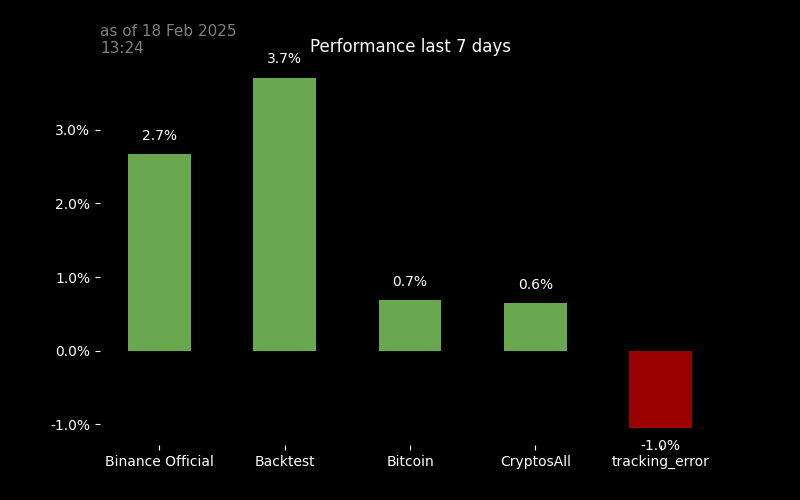 as of 18 Feb 2025
13:24
Performance last 7 days
3.7%
2.7%
3.0%
2.0%
1.0%
0.7%
0.6%
0.0%
-1.0%
-1.0%
Binance Official
Backtest
Bitcoin
CryptosAll
tracking_error